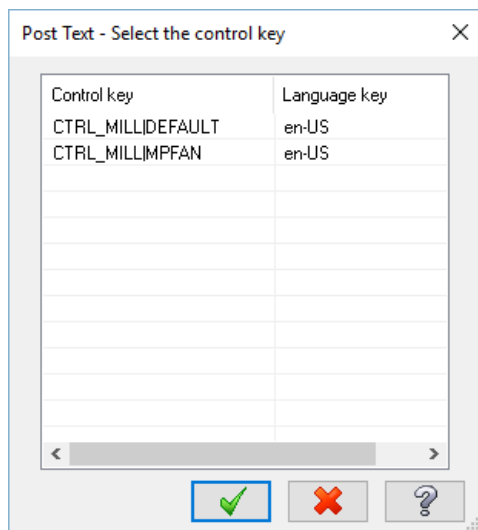 Post Text - Select the control key
Control key Language key
CTRL_MILL|DEFAULT en-US
CTRL_MILL|MPFAN en-US